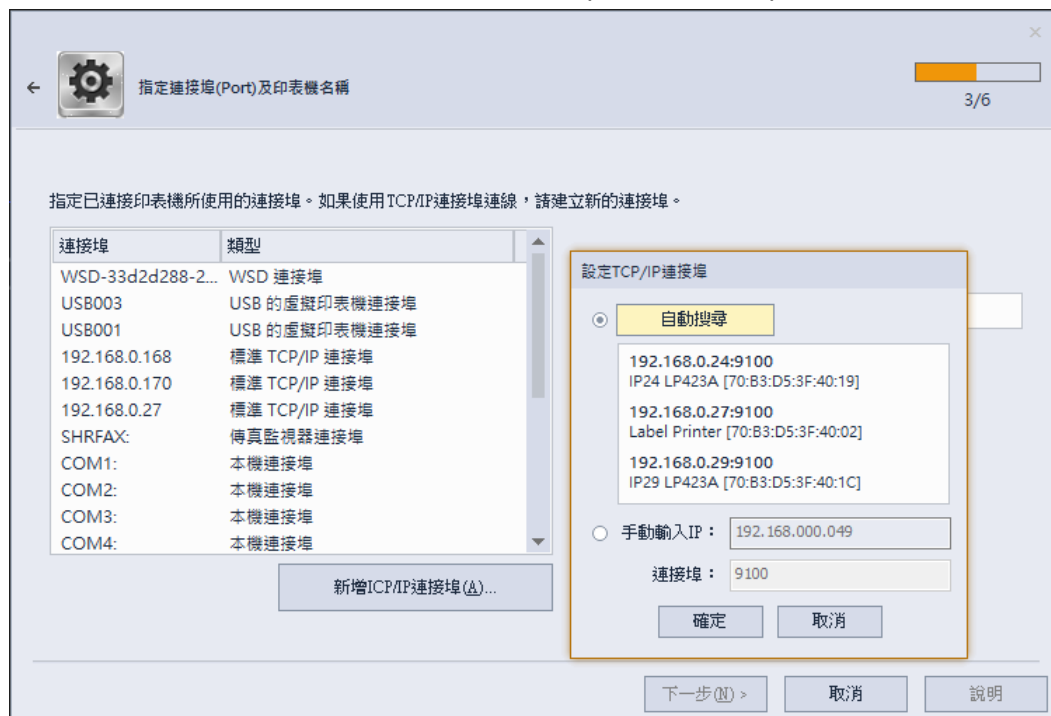 指定連接埠(Port)及印表機名稱
3/6
指定已連接印表機所使用的連接埠。如果使用TCP/IP連接埠連線，請建立新的連接埠。
連接埠 類型
WSD-33d2d288-2... WSD 連接埠
USB003 USB 的虛擬印表機連接埠
USB001 USB 的虛擬印表機連接埠
192.168.0.168 標準 TCP/IP 連接埠
192.168.0.170 標準 TCP/IP 連接埠
192.168.0.27 標準 TCP/IP 連接埠
SHRFAX: 傳真監視器連接埠
COM1: 本機連接埠
COM2: 本機連接埠
COM3: 本機連接埠
COM4: 本機連接埠
新增ICP/IP連接埠(A)...
設定TCP/IP連接埠
自動搜尋
192.168.0.24:9100
IP24 LP423A [70:B3:D5:3F:40:19]
192.168.0.27:9100
Label Printer [70:B3:D5:3F:40:02]
192.168.0.29:9100
IP29 LP423A [70:B3:D5:3F:40:1C]
手動輸入IP： 192.168.000.049
連接埠： 9100
確定 取消
下一步(N) > 取消 說明